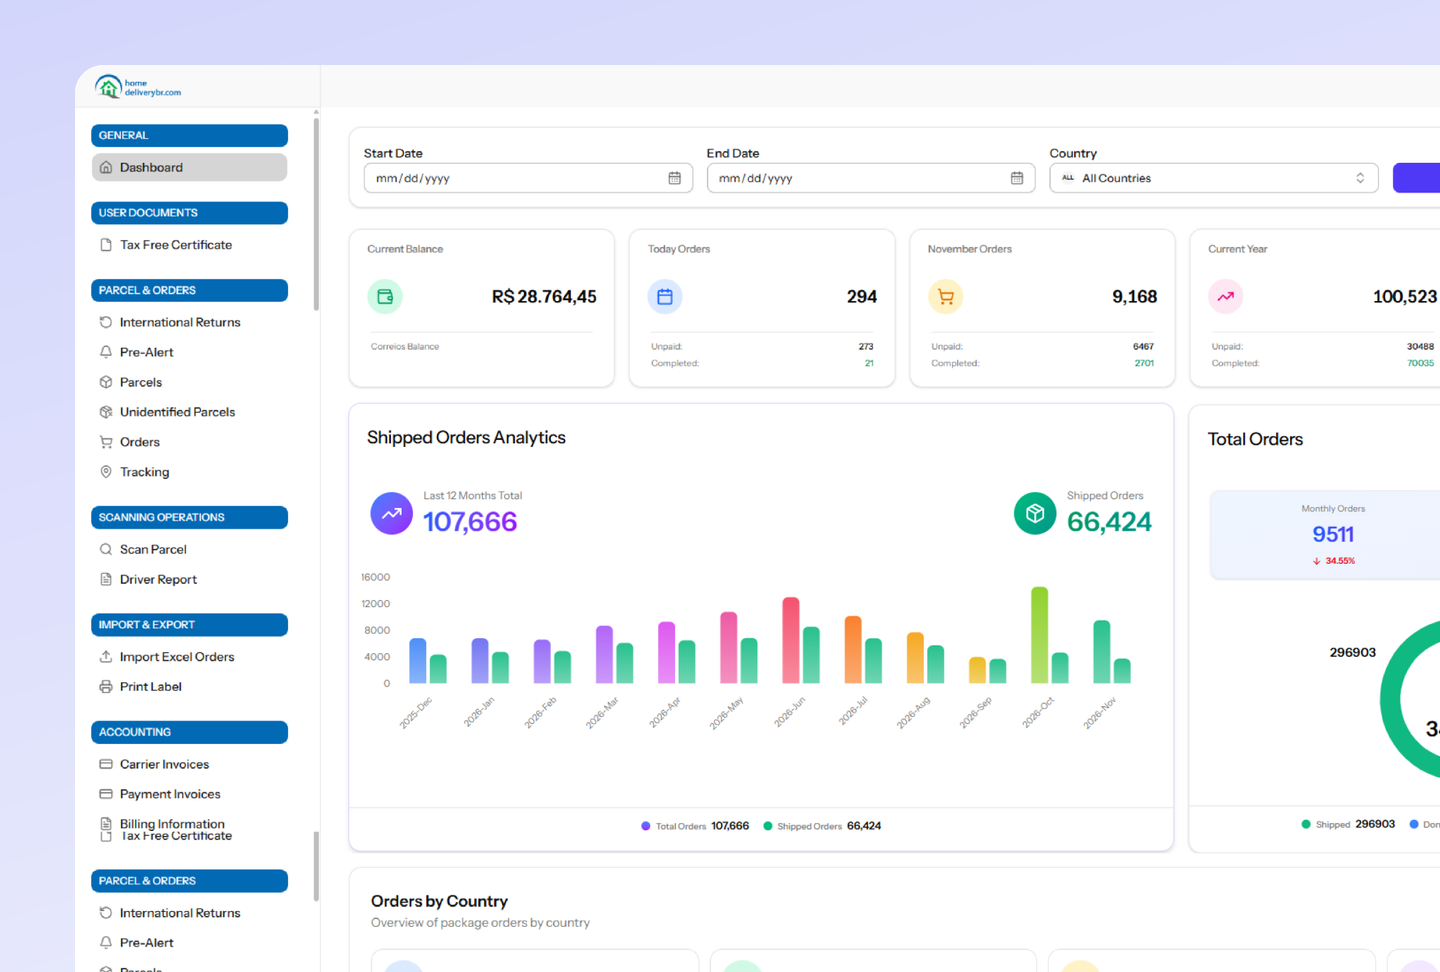 home
deliverybr.com
GENERAL
Dashboard
USER DOCUMENTS
Tax Free Certificate
PARCEL & ORDERS
International Returns
Pre-Alert
Parcels
Unidentified Parcels
Orders
Tracking
SCANNING OPERATIONS
Scan Parcel
Driver Report
IMPORT & EXPORT
Import Excel Orders
Print Label
ACCOUNTING
Carrier Invoices
Payment Invoices
Billing Information
Tax Free Certificate
PARCEL & ORDERS
International Returns
Pre-Alert
Parcels
Start Date
End Date
Country
mm/dd/yyyy
mm/dd/yyyy
ALL All Countries
Current Balance
R$ 28.764,45
Correios Balance
Today Orders
294
Unpaid: 273
Completed: 21
November Orders
9,168
Unpaid: 6467
Completed: 2701
Current Year
100,523
Unpaid: 30488
Completed: 70035
Shipped Orders Analytics
Last 12 Months Total
107,666
Shipped Orders
66,424
16000
12000
8000
4000
0
2025-Dec
2026-Jan
2026-Feb
2026-Mar
2026-Apr
2026-May
2026-Jun
2026-Jul
2026-Aug
2026-Sep
2026-Oct
2026-Nov
Total Orders 107,666 Shipped Orders 66,424
Total Orders
Monthly Orders
9511
↓ 34.55%
296903
Shipped 296903
Orders by Country
Overview of package orders by country